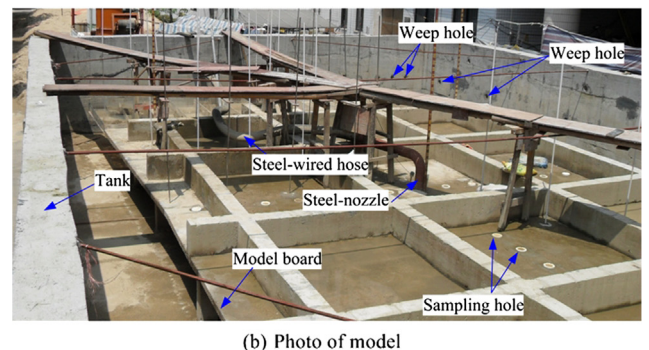 Weep hole
Weep hole
Steel-wired hose
Tank
Steel-nozzle
Model board
Sampling hole
(b) Photo of model